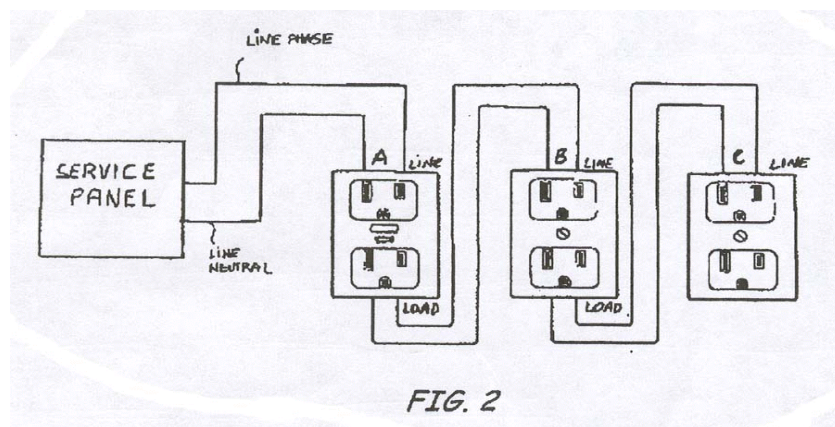 LINE PHASE
A
LINE
B
LINE
C
LINE
SERVICE
PANEL
LINE
NEUTRAL
LOAD
LOAD
FIG. 2